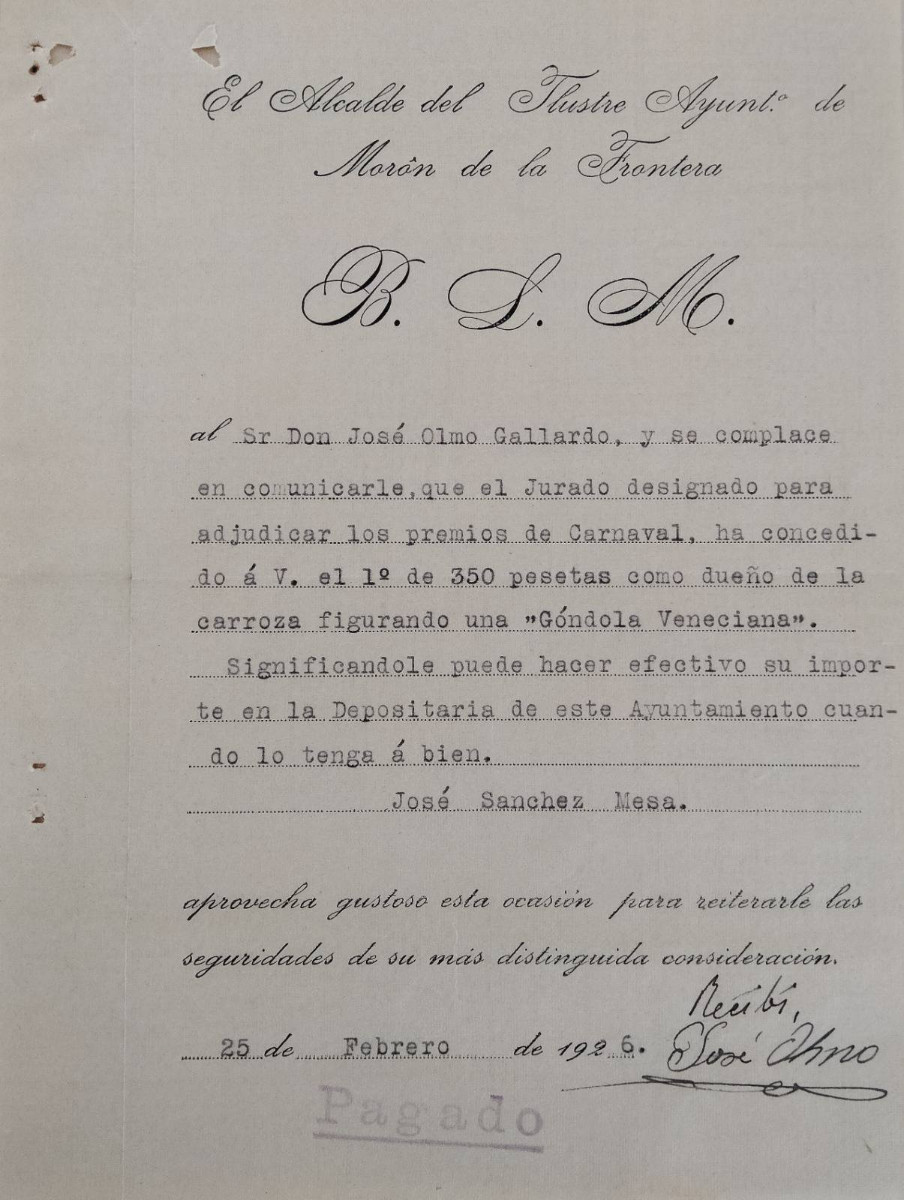 El Alcalde del Ilustre Ayunt.º de
Morón de la Frontera
B. L. M.
al Sr Don José Olmo Gallardo, y se complace
en comunicarle,que el Jurado designado para
adjudicar los premios de Carnaval, ha concedi-
do á V. el 1º de 350 pesetas como dueño de la
carroza figurando una "Góndola Veneciana".
Significandole puede hacer efectivo su impor-
te en la Depositaria de este Ayuntamiento cuan-
do lo tenga á bien.
José Sanchez Mesa.
aprovecha gustoso esta ocasión para reiterarle las
seguridades de su más distinguida consideración.
Recibí,
25 de Febrero de 1926.
José Olmo
Pagado